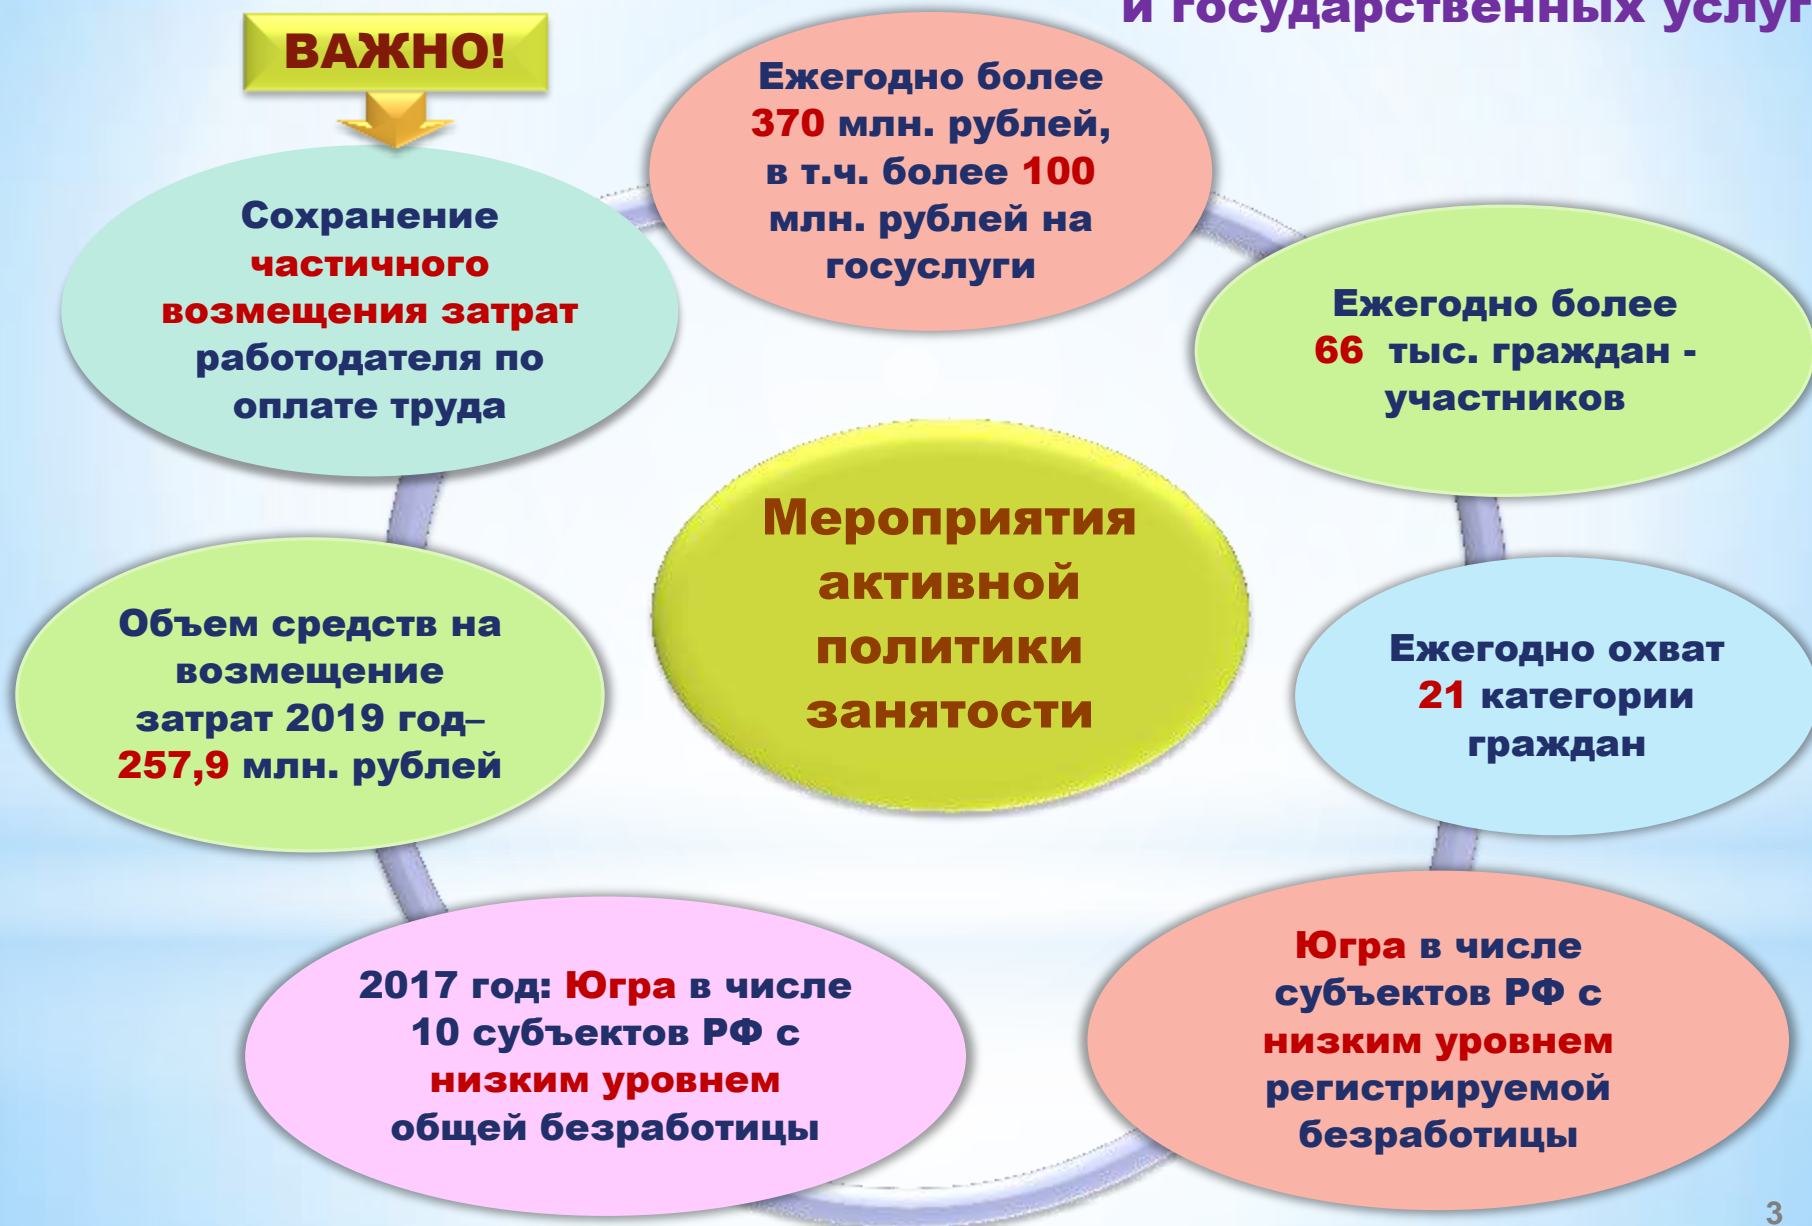 и государственных услуг
ВАЖНО!
Ежегодно более
370 млн. рублей,
в т.ч. более 100
млн. рублей на
госуслуги
Сохранение
частичного
возмещения затрат
работодателя по
оплате труда
Ежегодно более
66 тыс. граждан -
участников
Мероприятия
активной
политики
занятости
Объем средств на
возмещение
затрат 2019 год–
257,9 млн. рублей
Ежегодно охват
21 категории
граждан
2017 год: Югра в числе
10 субъектов РФ с
низким уровнем
общей безработицы
Югра в числе
субъектов РФ с
низким уровнем
регистрируемой
безработицы
3